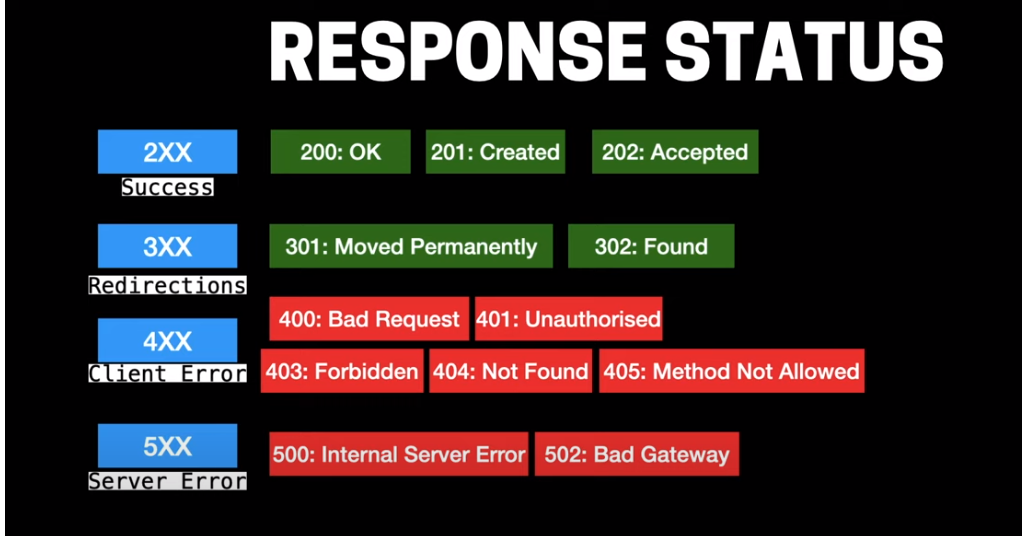 RESPONSE STATUS
2XX
Success
200: OK
201: Created
202: Accepted
3XX
Redirections
301: Moved Permanently
302: Found
4XX
Client Error
400: Bad Request
401: Unauthorised
403: Forbidden
404: Not Found
405: Method Not Allowed
5XX
Server Error
500: Internal Server Error
502: Bad Gateway